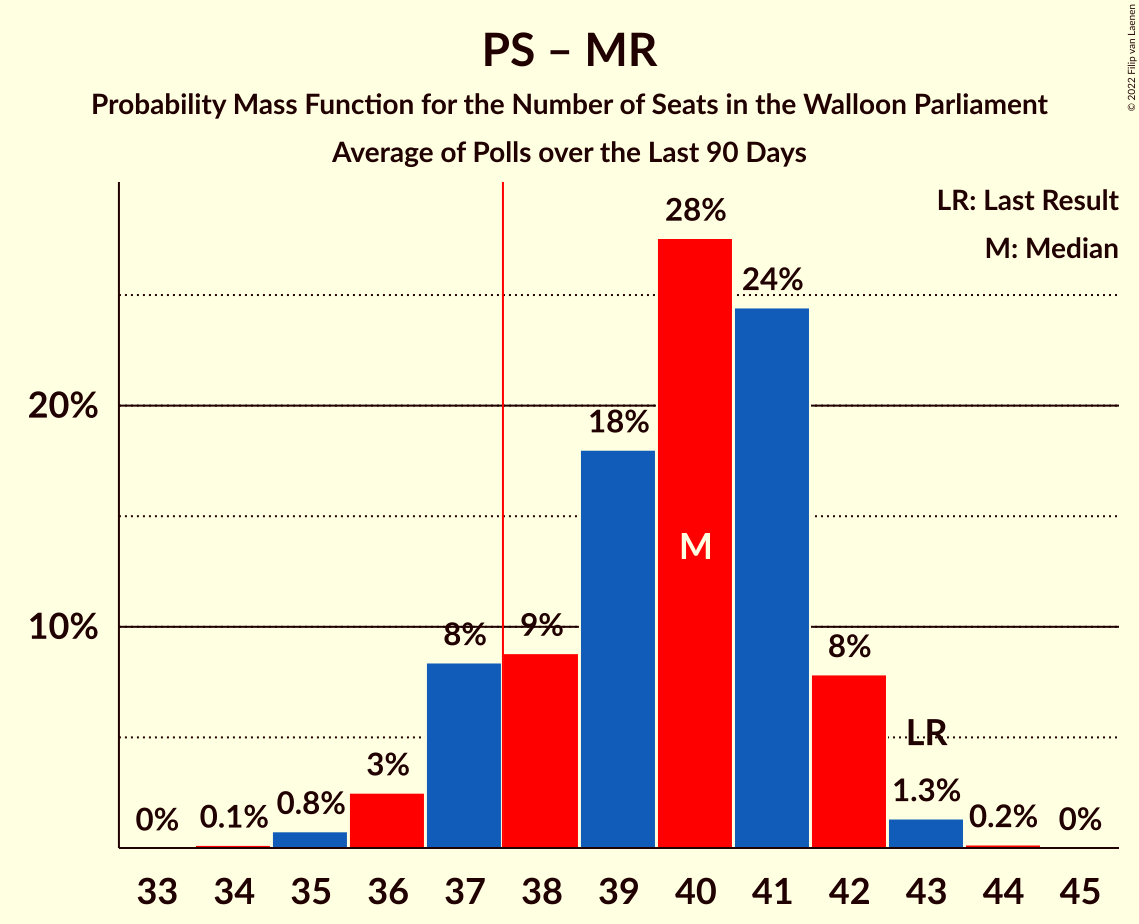 PS – MR
Probability Mass Function for the Number of Seats in the Walloon Parliament
Average of Polls over the Last 90 Days
© 2022 Filip van Laenen
LR: Last Result
M: Median
28%
24%
20%
18%
M
10%
8%
9%
8%
LR
3%
1.3%
0%
0.1%
0.8%
0.2%
0%
33 34 35 36 37 38 39 40 41 42 43 44 45